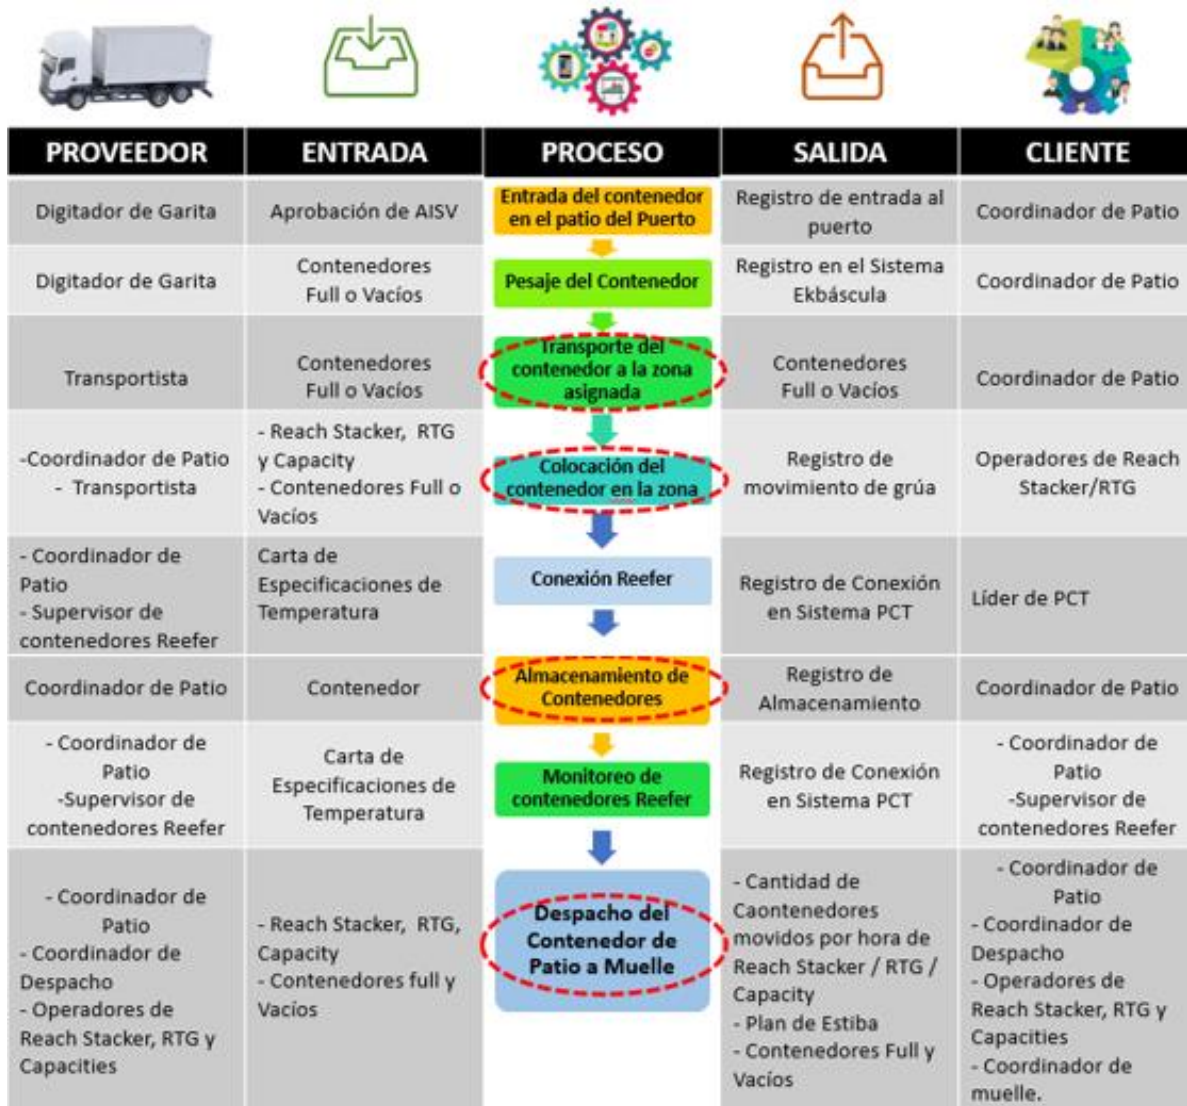 PROVEEDOR
ENTRADA
PROCESO
SALIDA
CLIENTE
Digitador de Garita
Aprobación de AISV
Entrada del contenedor
en el patio del Puerto
Registro de entrada al
puerto
Coordinador de Patio
Digitador de Garita
Contenedores
Full o Vacíos
Pesaje del Contenedor
Registro en el Sistema
Ekbáscula
Coordinador de Patio
Transportista
Contenedores
Full o Vacíos
Transporte del
contenedor a la zona
asignada
Contenedores
Full o Vacíos
Coordinador de Patio
-Coordinador de Patio
- Transportista
- Reach Stacker, RTG
y Capacity
- Contenedores Full o
Vacíos
Colocación del
contenedor en la zona
Registro de
movimiento de grúa
Operadores de Reach
Stacker/RTG
- Coordinador de
Patio
- Supervisor de
contenedores Reefer
Carta de
Especificaciones de
Temperatura
Conexión Reefer
Registro de Conexión
en Sistema PCT
Líder de PCT
Coordinador de Patio
Contenedor
Almacenamiento de
Contenedores
Registro de
Almacenamiento
Coordinador de Patio
- Coordinador de
Patio
-Supervisor de
contenedores Reefer
Carta de
Especificaciones de
Temperatura
Monitoreo de
contenedores Reefer
Registro de Conexión
en Sistema PCT
- Coordinador de
Patio
-Supervisor de
contenedores Reefer
- Coordinador de
Patio
- Coordinador de
Despacho
- Operadores de
Reach Stacker, RTG y
Capacities
- Reach Stacker, RTG,
Capacity
- Contenedores full y
Vacíos
Despacho del
Contenedor de
Patio a Muelle
- Cantidad de
Caontenedores
movidos por hora de
Reach Stacker / RTG /
Capacity
- Plan de Estiba
- Contenedores Full y
Vacíos
- Coordinador de
Patio
- Coordinador de
Despacho
- Operadores de
Reach Stacker, RTG y
Capacities
- Coordinador de
muelle.